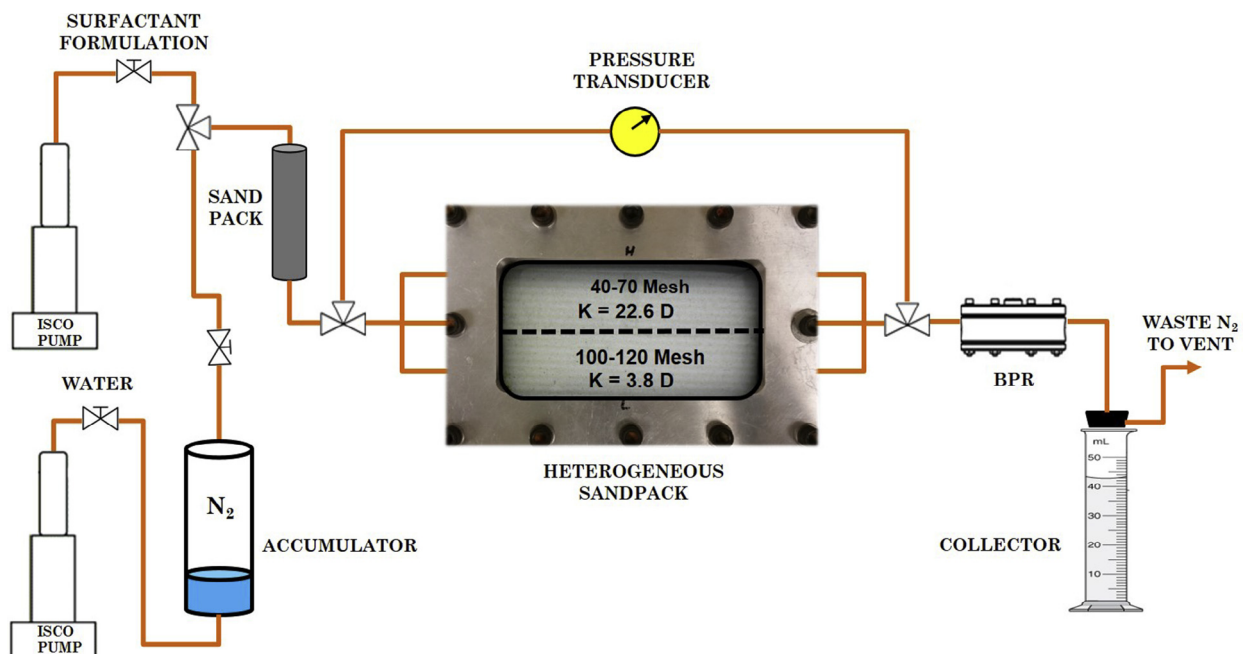 SURFACTANT
FORMULATION
PRESSURE
TRANSDUCER
SAND
PACK
H
40-70 Mesh
K = 22.6 D
100-120 Mesh
K = 3.8 D
L
ISCO
PUMP
WATER
BPR
WASTE N₂
TO VENT
HETEROGENEOUS
SANDPACK
N₂
ACCUMULATOR
COLLECTOR
mL
50
40
30
20
10
ISCO
PUMP